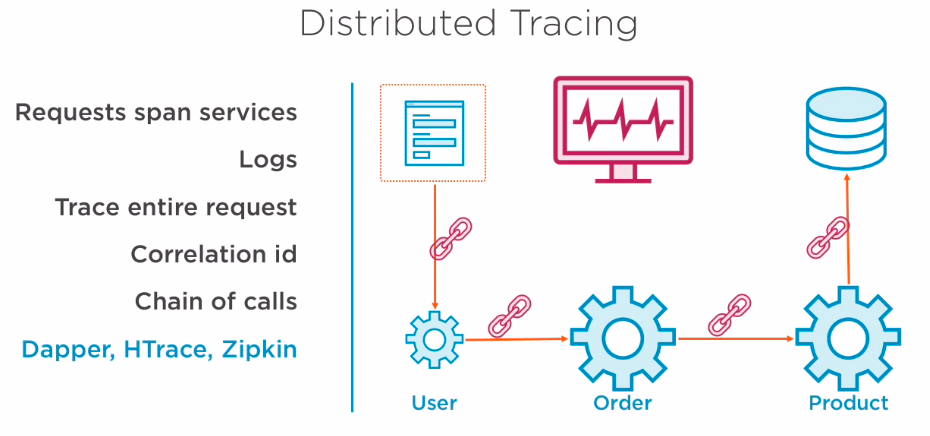 Distributed Tracing
Requests span services
Logs
Trace entire request
Correlation id
Chain of calls
Dapper, HTrace, Zipkin
User
Order
Product